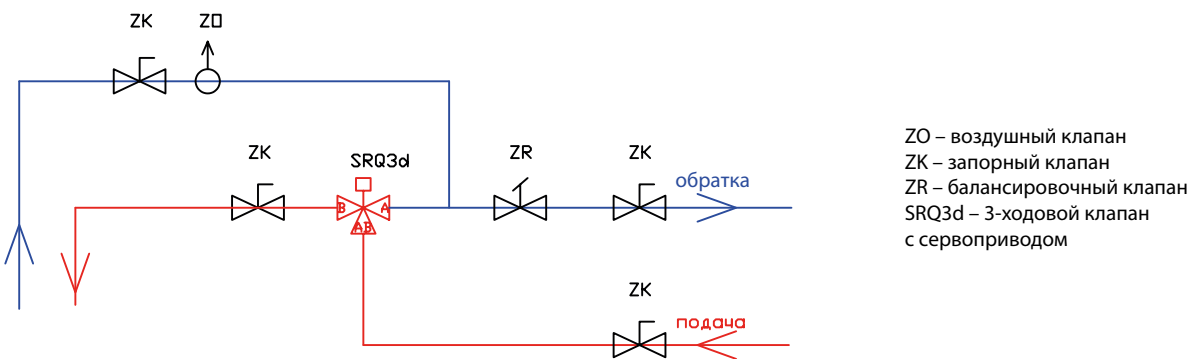 ZK ZO
ZK SRQ3d ZR ZK
B A
AB
обратка
ZK
подача
ZO – воздушный клапан
ZK – запорный клапан
ZR – балансировочный клапан
SRQ3d – 3-ходовой клапан
с сервоприводом